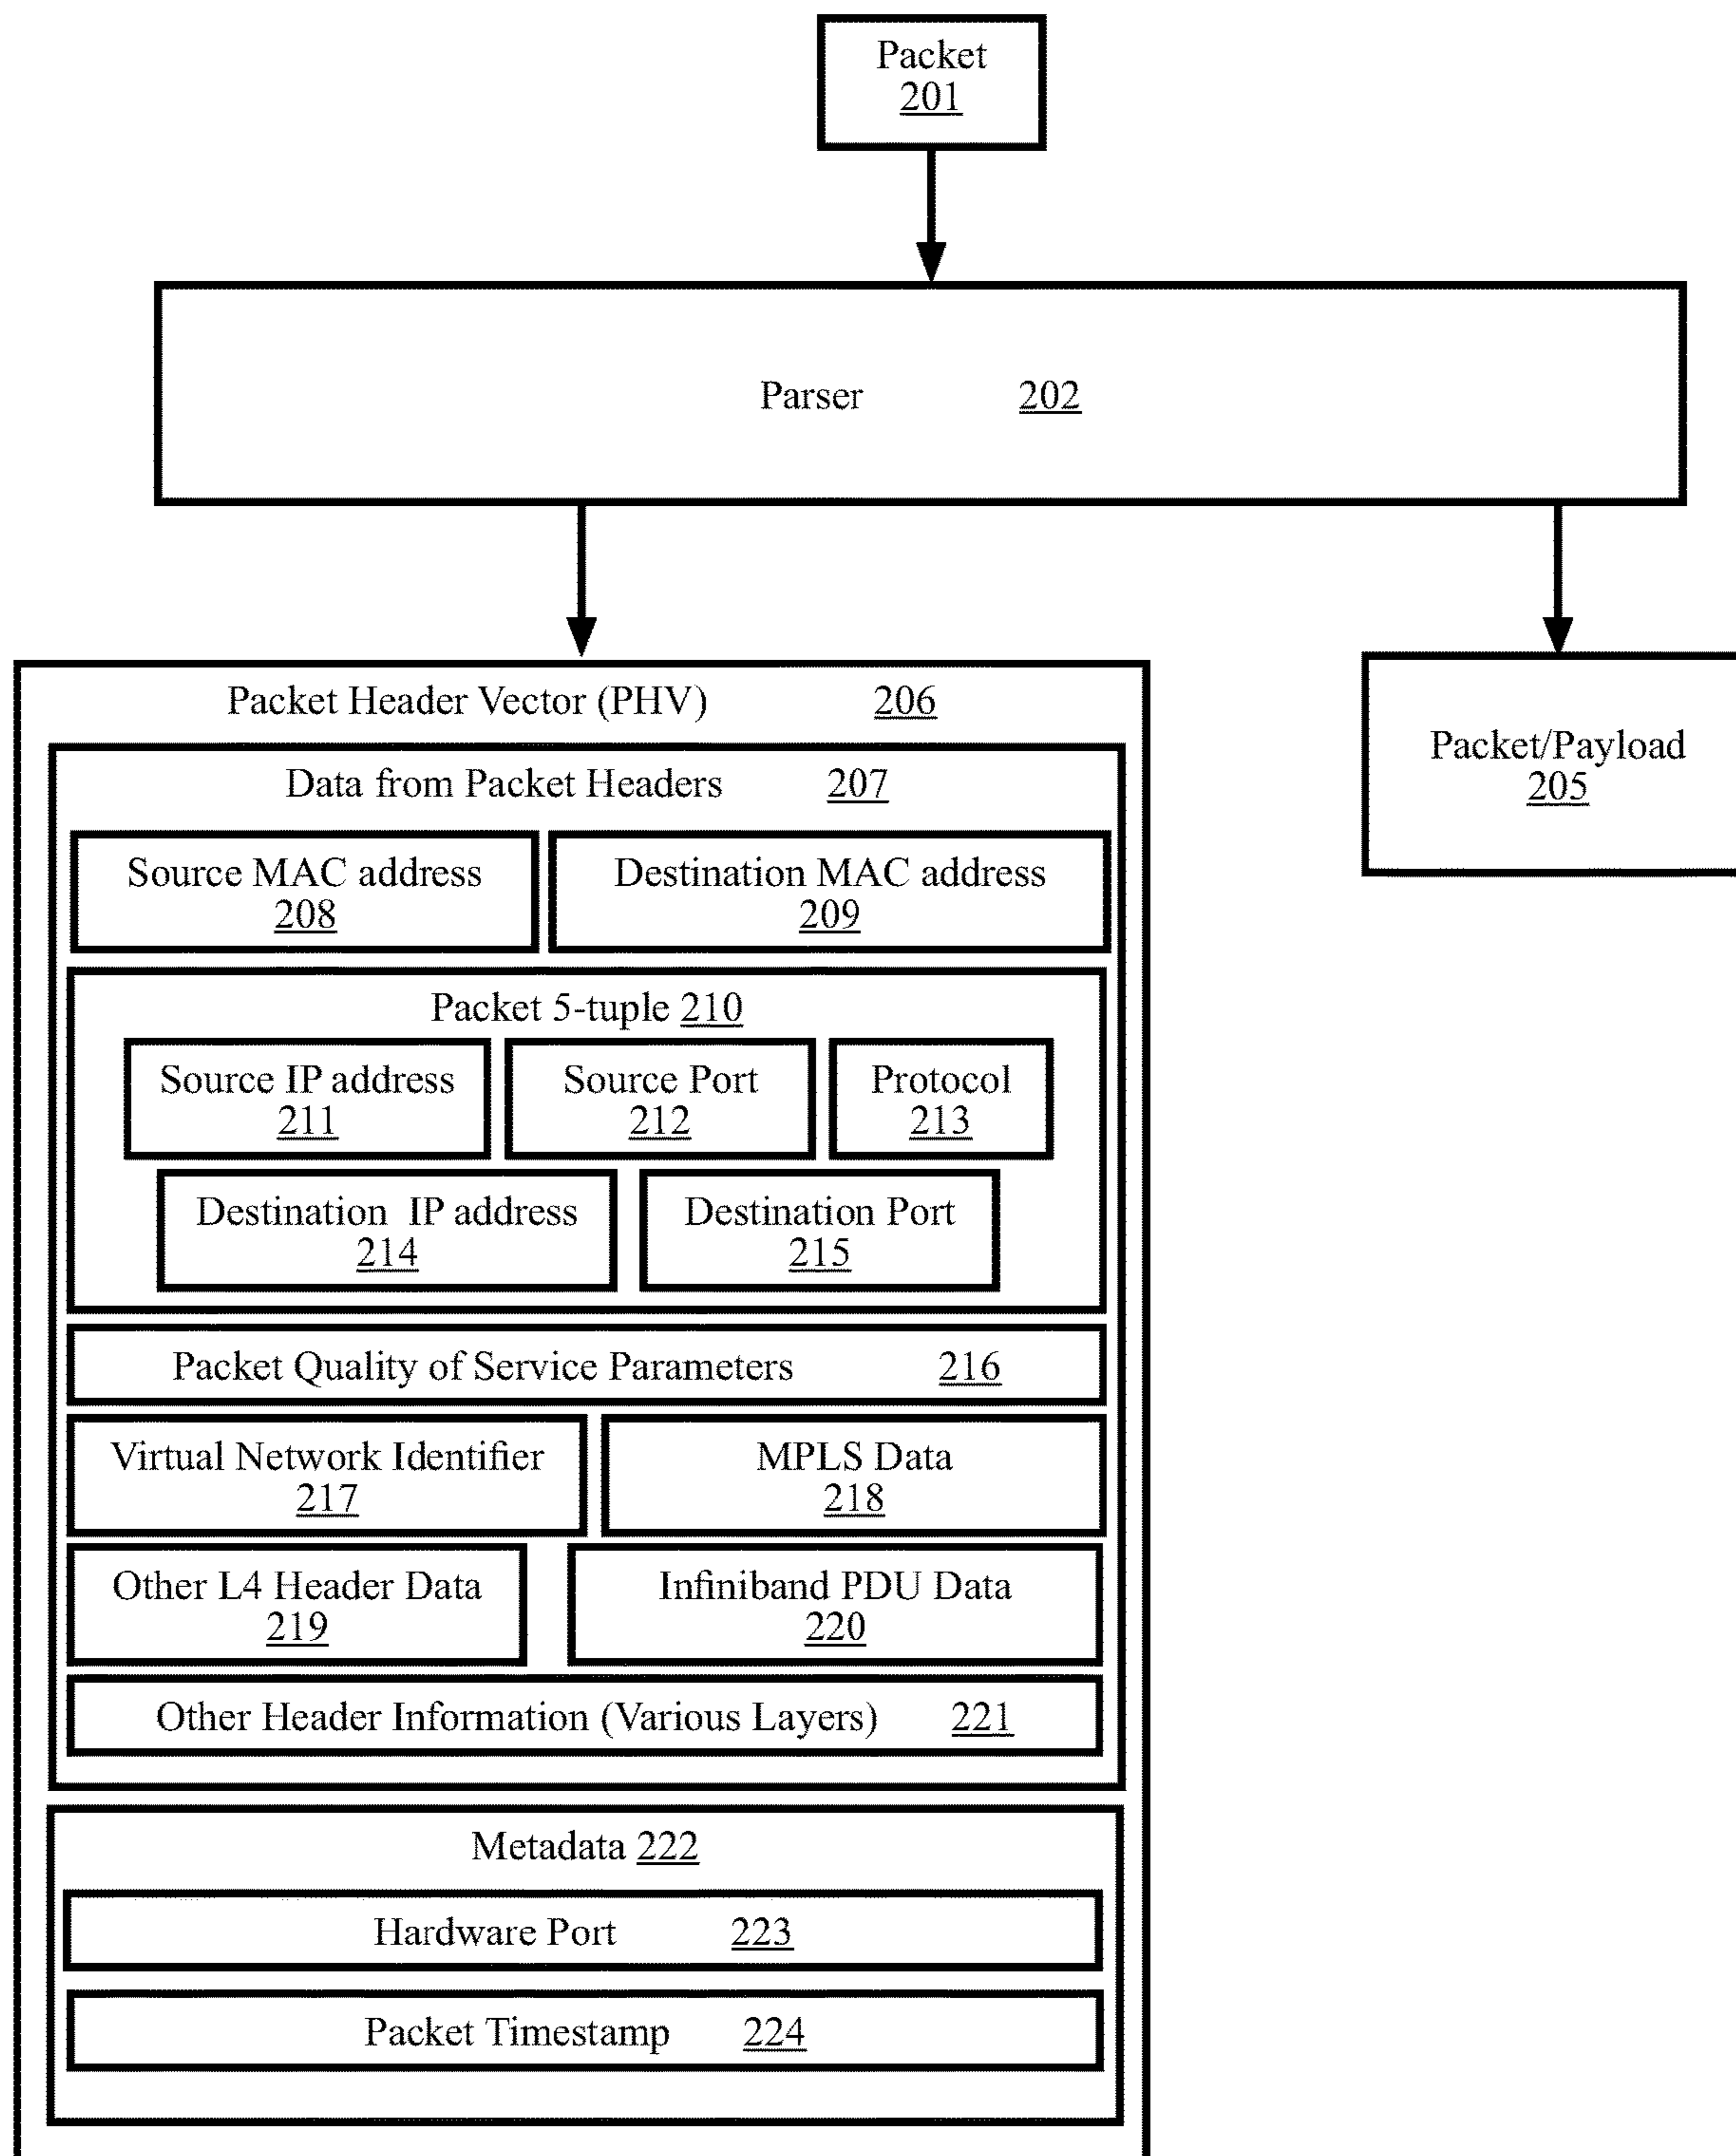 Packet
201
Parser 202
Packet Header Vector (PHV) 206
Data from Packet Headers 207
Source MAC address
208
Destination MAC address
209
Packet 5-tuple 210
Source IP address
211
Source Port
212
Protocol
213
Destination IP address
214
Destination Port
215
Packet Quality of Service Parameters 216
Virtual Network Identifier
217
MPLS Data
218
Other L4 Header Data
219
Infiniband PDU Data
220
Other Header Information (Various Layers) 221
Metadata 222
Hardware Port 223
Packet Timestamp 224
Packet/Payload
205